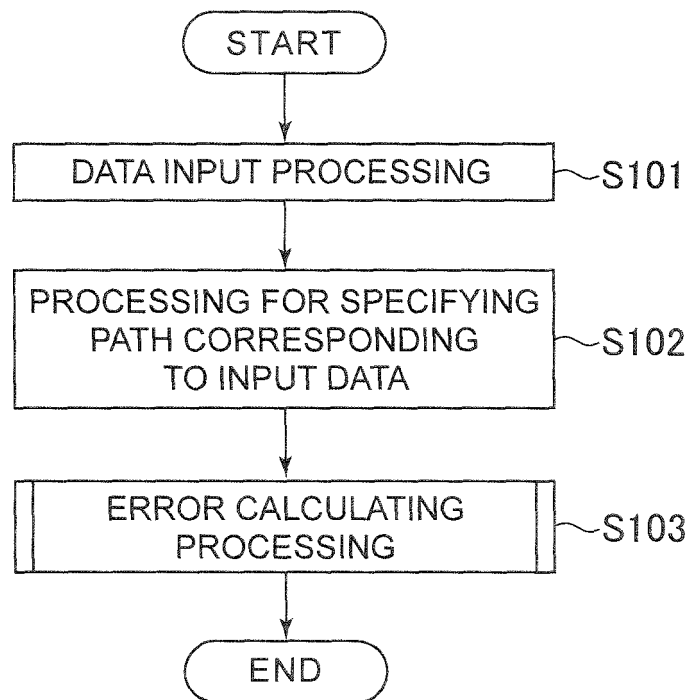 START
DATA INPUT PROCESSING
S101
PROCESSING FOR SPECIFYING
PATH CORRESPONDING
TO INPUT DATA
S102
ERROR CALCULATING
PROCESSING
S103
END